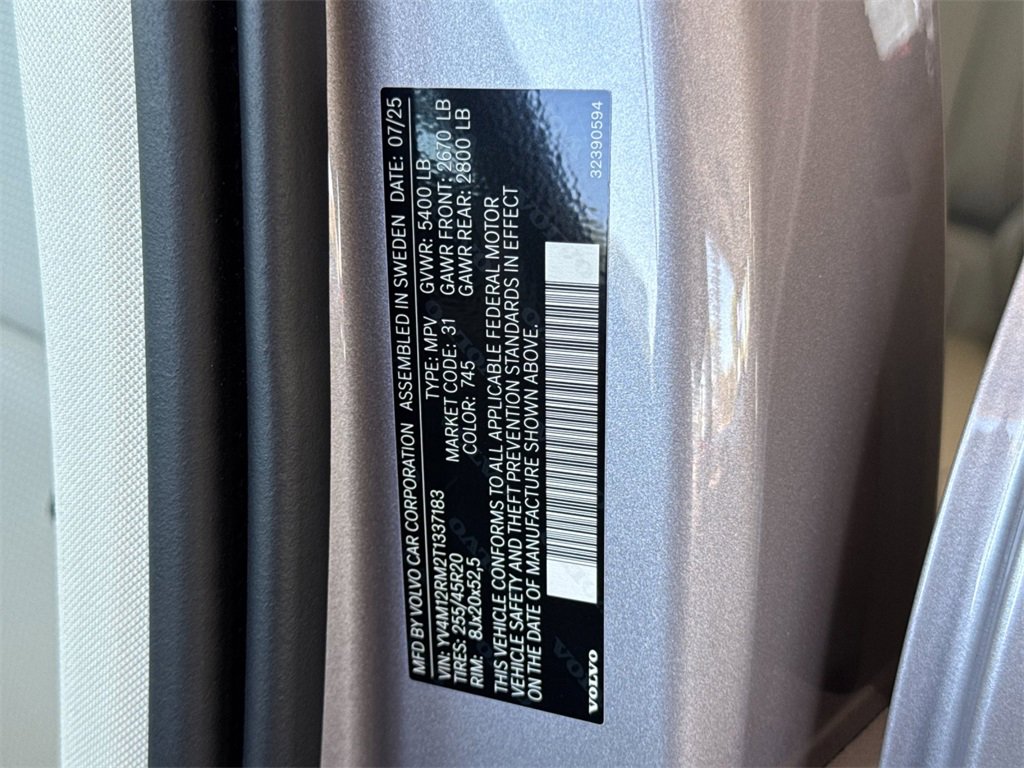 MFD BY VOLVO CAR CORPORATION ASSEMBLED IN SWEDEN DATE: 07/25
VIN: YV4M12RM2T1337183 TYPE: MPV GVWR: 5400 LB
TIRES: 255/45R20 MARKET CODE: 31 GAWR FRONT: 2670 LB
RIM: 8Jx20x52,5 COLOR: 745 GAWR REAR: 2800 LB
THIS VEHICLE CONFORMS TO ALL APPLICABLE FEDERAL MOTOR
VEHICLE SAFETY AND THEFT PREVENTION STANDARDS IN EFFECT
ON THE DATE OF MANUFACTURE SHOWN ABOVE.
VOLVO 32390594